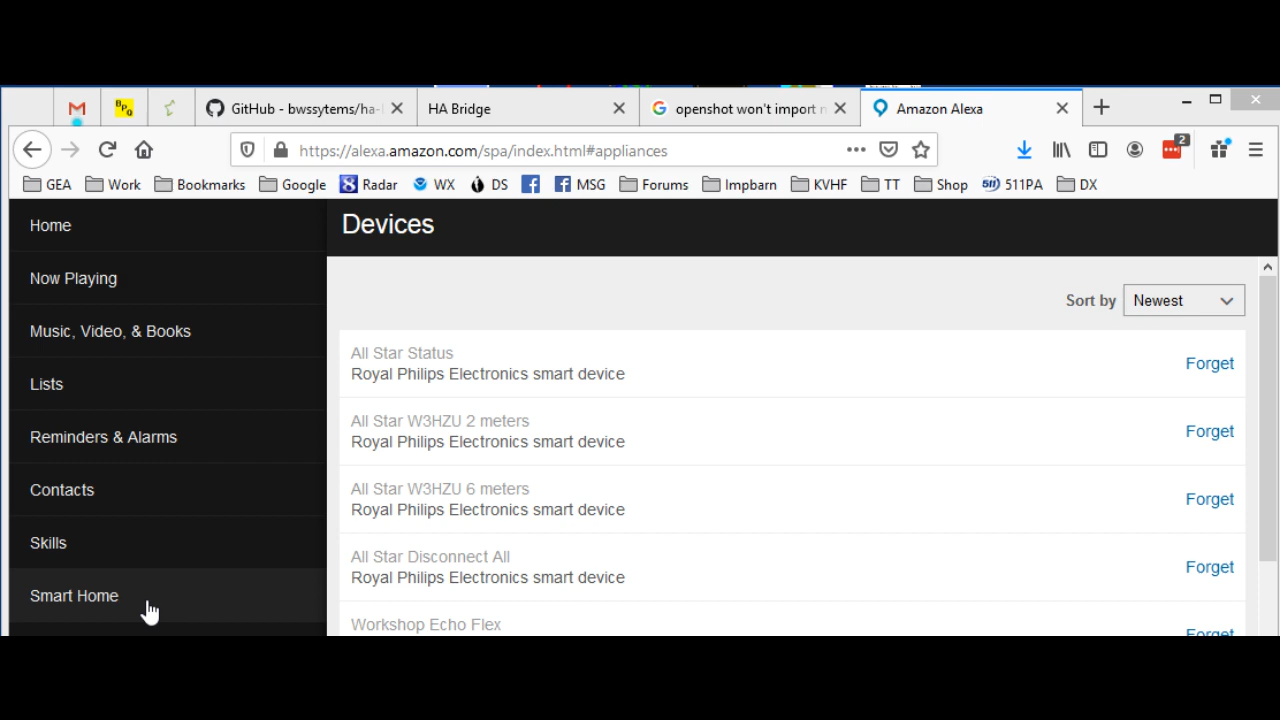 GitHub - bwssytems/ha-
HA Bridge
openshot won't import
Amazon Alexa
https://alexa.amazon.com/spa/index.html#appliances
2
GEA
Work
Bookmarks
Google
Radar
WX
DS
MSG
Forums
Impbarn
KVHF
TT
Shop
511 511PA
DX
Home
Now Playing
Music, Video, & Books
Lists
Reminders & Alarms
Contacts
Skills
Smart Home
Devices
Sort by Newest
All Star Status
Royal Philips Electronics smart device
Forget
All Star W3HZU 2 meters
Royal Philips Electronics smart device
Forget
All Star W3HZU 6 meters
Royal Philips Electronics smart device
Forget
All Star Disconnect All
Royal Philips Electronics smart device
Forget
Workshop Echo Flex
Forget